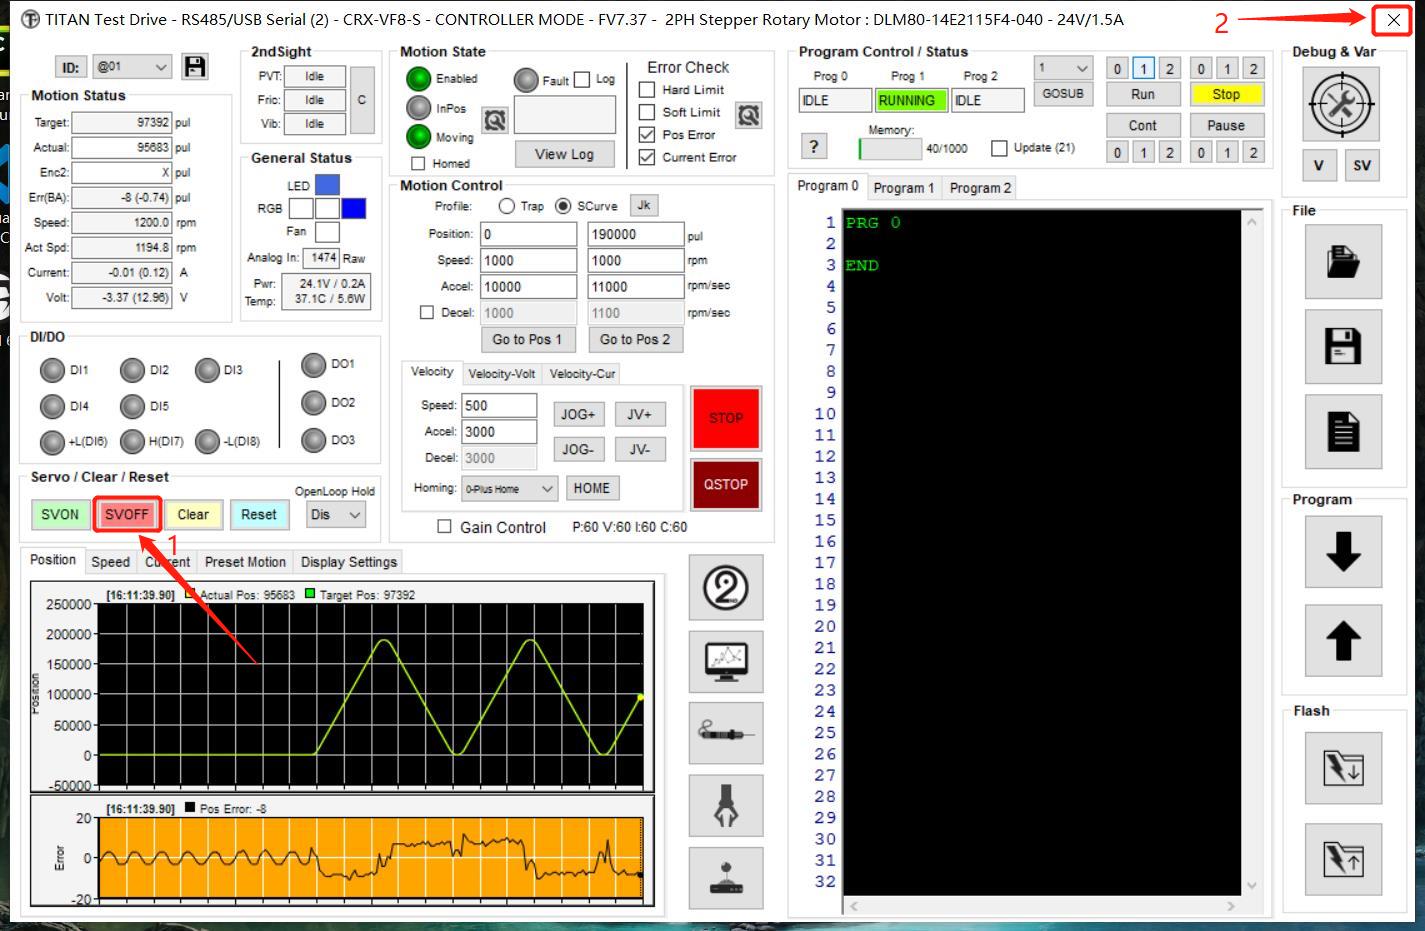 TITAN Test Drive - RS485/USB Serial (2) - CRX-VF8-S - CONTROLLER MODE - FV7.37 -  2PH Stepper Rotary Motor : DLM80-14E2115F4-040 - 24V/1.5A
2
ID: @01
Motion Status
Target: 97392 pul
Actual: 95683 pul
Enc2: X pul
Err(BA): -8 (-0.74) pul
Speed: 1200.0 rpm
Act Spd: 1194.8 rpm
Current: -0.01 (0.12) A
Volt: -3.37 (12.96) V
2ndSight
PVT: Idle
Fric: Idle
Vib: Idle
C
General Status
LED
RGB
Fan
Analog In: 1474 Raw
Pwr: 24.1V / 0.2A
Temp: 37.1C / 5.6W
Motion State
Enabled
InPos
Moving
Homed
Fault Log
View Log
Error Check
Hard Limit
Soft Limit
Pos Error
Current Error
Motion Control
Profile: Trap SCurve Jk
Position: 0 190000 pul
Speed: 1000 1000 rpm
Accel: 10000 11000 rpm/sec
Decel: 1000 1100 rpm/sec
Go to Pos 1 Go to Pos 2
Velocity Velocity-Volt Velocity-Cur
Speed: 500
Accel: 3000
Decel: 3000
JOG+ JV+
JOG- JV-
Homing: 0-Plus Home HOME
STOP
QSTOP
Gain Control P:60 V:60 I:60 C:60
DI/DO
DI1 DI2 DI3 DO1
DI4 DI5 DO2
+L(DI6) H(DI7) -L(DI8) DO3
Servo / Clear / Reset
OpenLoop Hold
SVON SVOFF Clear Reset Dis
1
Position Speed Current Preset Motion Display Settings
[16:11:39.90] Actual Pos: 95683 Target Pos: 97392
Position
250000
200000
150000
100000
50000
0
-50000
[16:11:39.90] Pos Error: -8
Error
20
0
-20
Program Control / Status
Prog 0 Prog 1 Prog 2
IDLE RUNNING IDLE
1
GOSUB
0 1 2 0 1 2
Run Stop
Cont Pause
0 1 2 0 1 2
?
Memory:
40/1000
Update (21)
Program 0 Program 1 Program 2
1 PRG 0
2
3 END
4
5
6
7
8
9
10
11
12
13
14
15
16
17
18
19
20
21
22
23
24
25
26
27
28
29
30
31
32
Debug & Var
V SV
File
Program
Flash